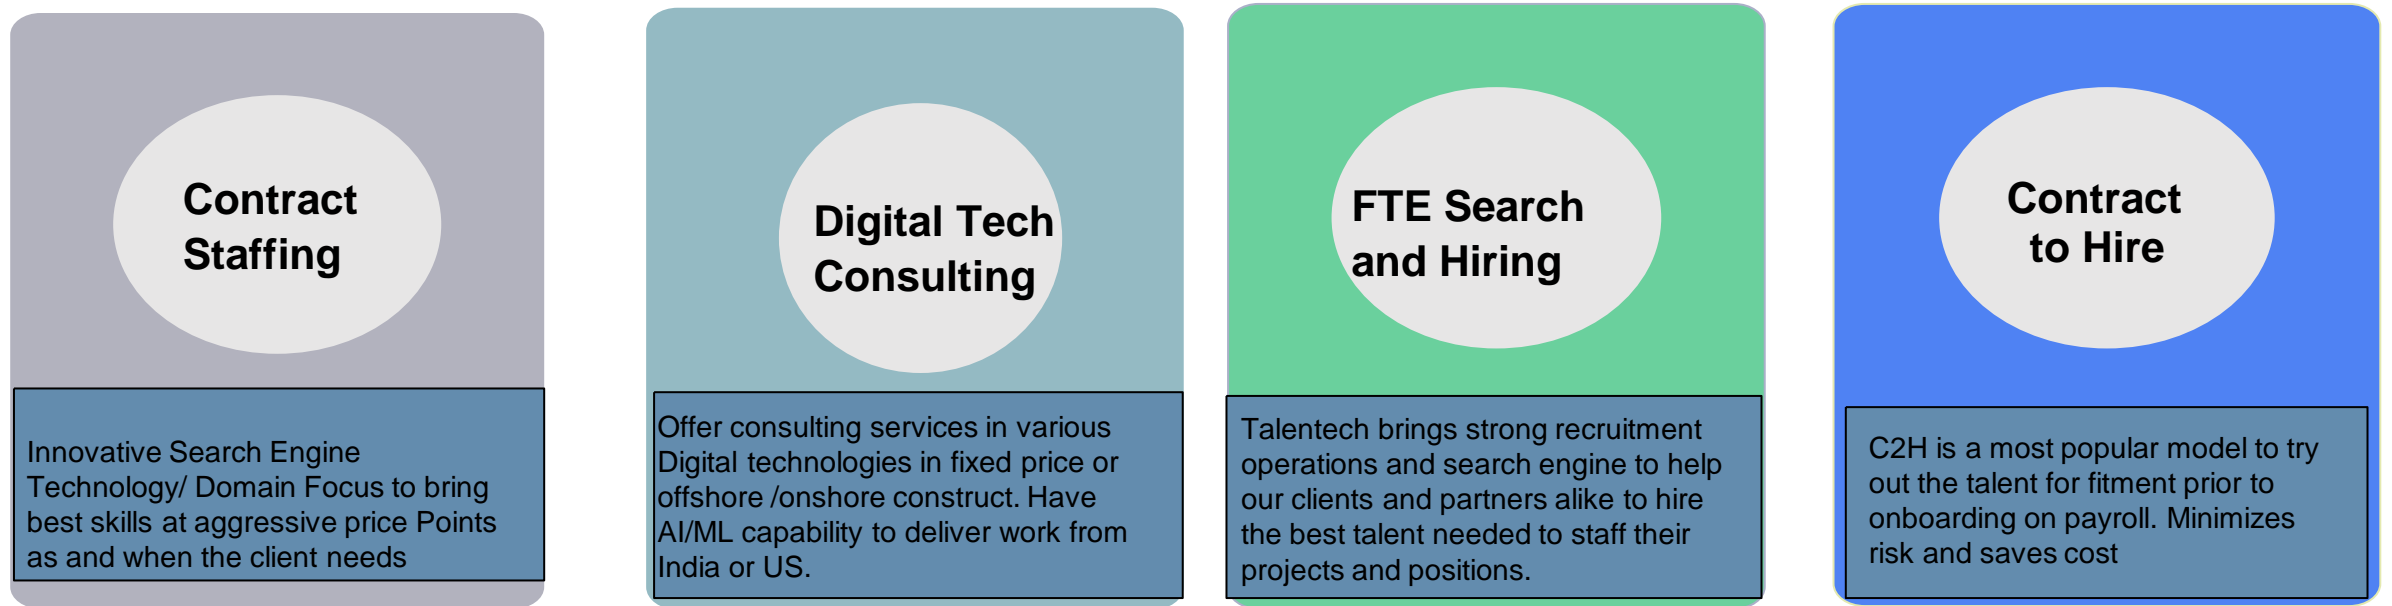 Contract
Staffing
Innovative Search Engine
Technology/ Domain Focus to bring
best skills at aggressive price Points
as and when the client needs
Digital Tech
Consulting
Offer consulting services in various
Digital technologies in fixed price or
offshore /onshore construct. Have
AI/ML capability to deliver work from
India or US.
FTE Search
and Hiring
Talentech brings strong recruitment
operations and search engine to help
our clients and partners alike to hire
the best talent needed to staff their
projects and positions.
Contract
to Hire
C2H is a most popular model to try
out the talent for fitment prior to
onboarding on payroll. Minimizes
risk and saves cost